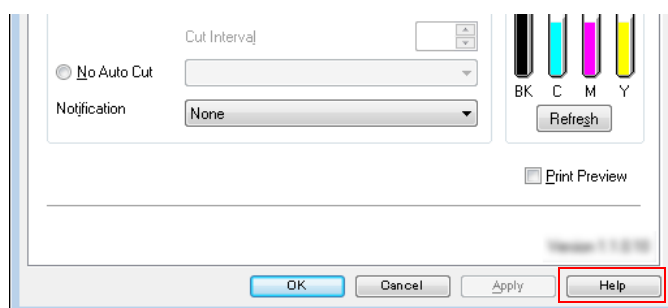 Cut Interval
No Auto Cut
BK C M Y
Notification None Refresh
Print Preview
OK Cancel Apply Help